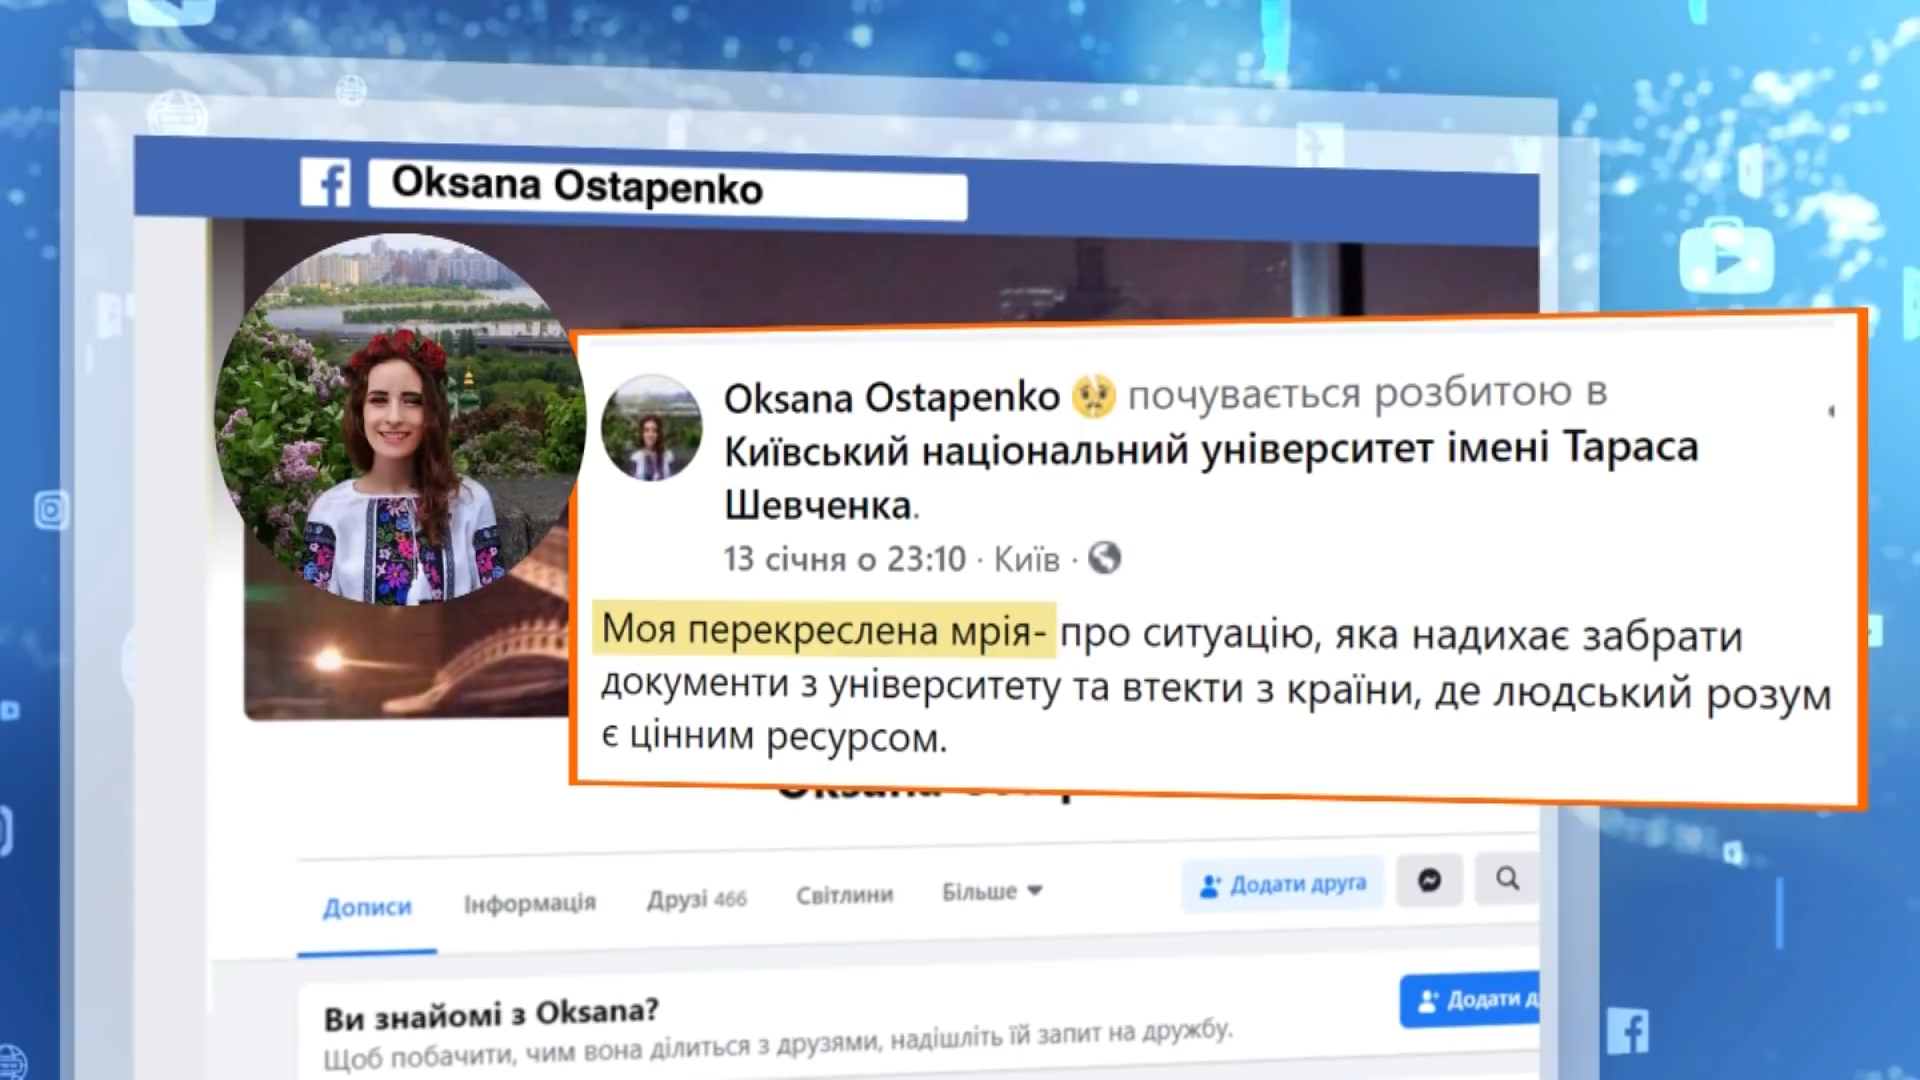 Oksana Ostapenko
Oksana Ostapenko почувається розбитою в
Київський національний університет імені Тараса
Шевченка.
13 січня о 23:10 · Київ ·
Моя перекреслена мрія- про ситуацію, яка надихає забрати
документи з університету та втекти з країни, де людський розум
є цінним ресурсом.
Дописи Інформація Друзі 466 Світлини Більше Додати друга
Ви знайомі з Oksana?
Щоб побачити, чим вона ділиться з друзями, надішліть їй запит на дружбу.
Додати д